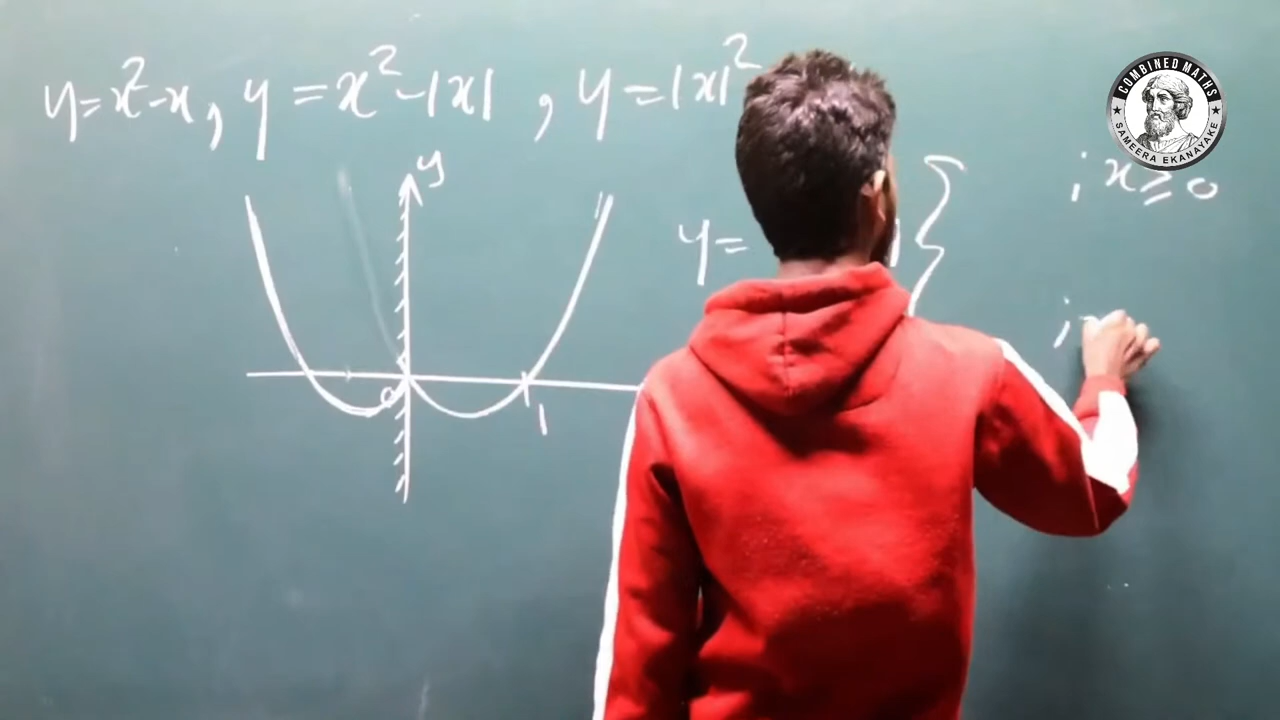 y=x²-x, y=x²-|x|, y=|x|²
y
COMBINED MATHS
SAMEERA EKANAYAKE
; x≥0
y=
;
0
1